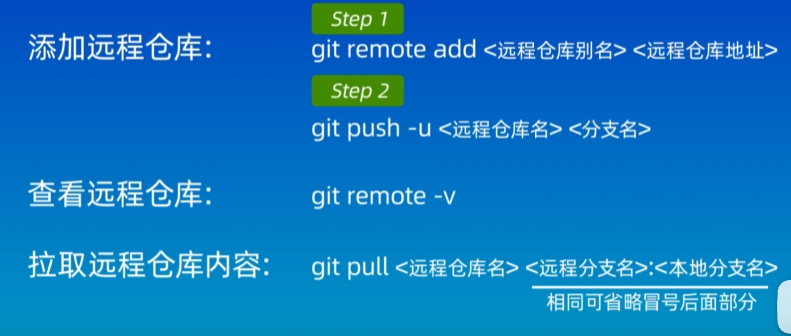 Step 1
添加远程仓库: git remote add <远程仓库别名> <远程仓库地址>
Step 2
git push -u <远程仓库名> <分支名>
查看远程仓库: git remote -v
拉取远程仓库内容: git pull <远程仓库名> <远程分支名>:<本地分支名>
相同可省略冒号后面部分